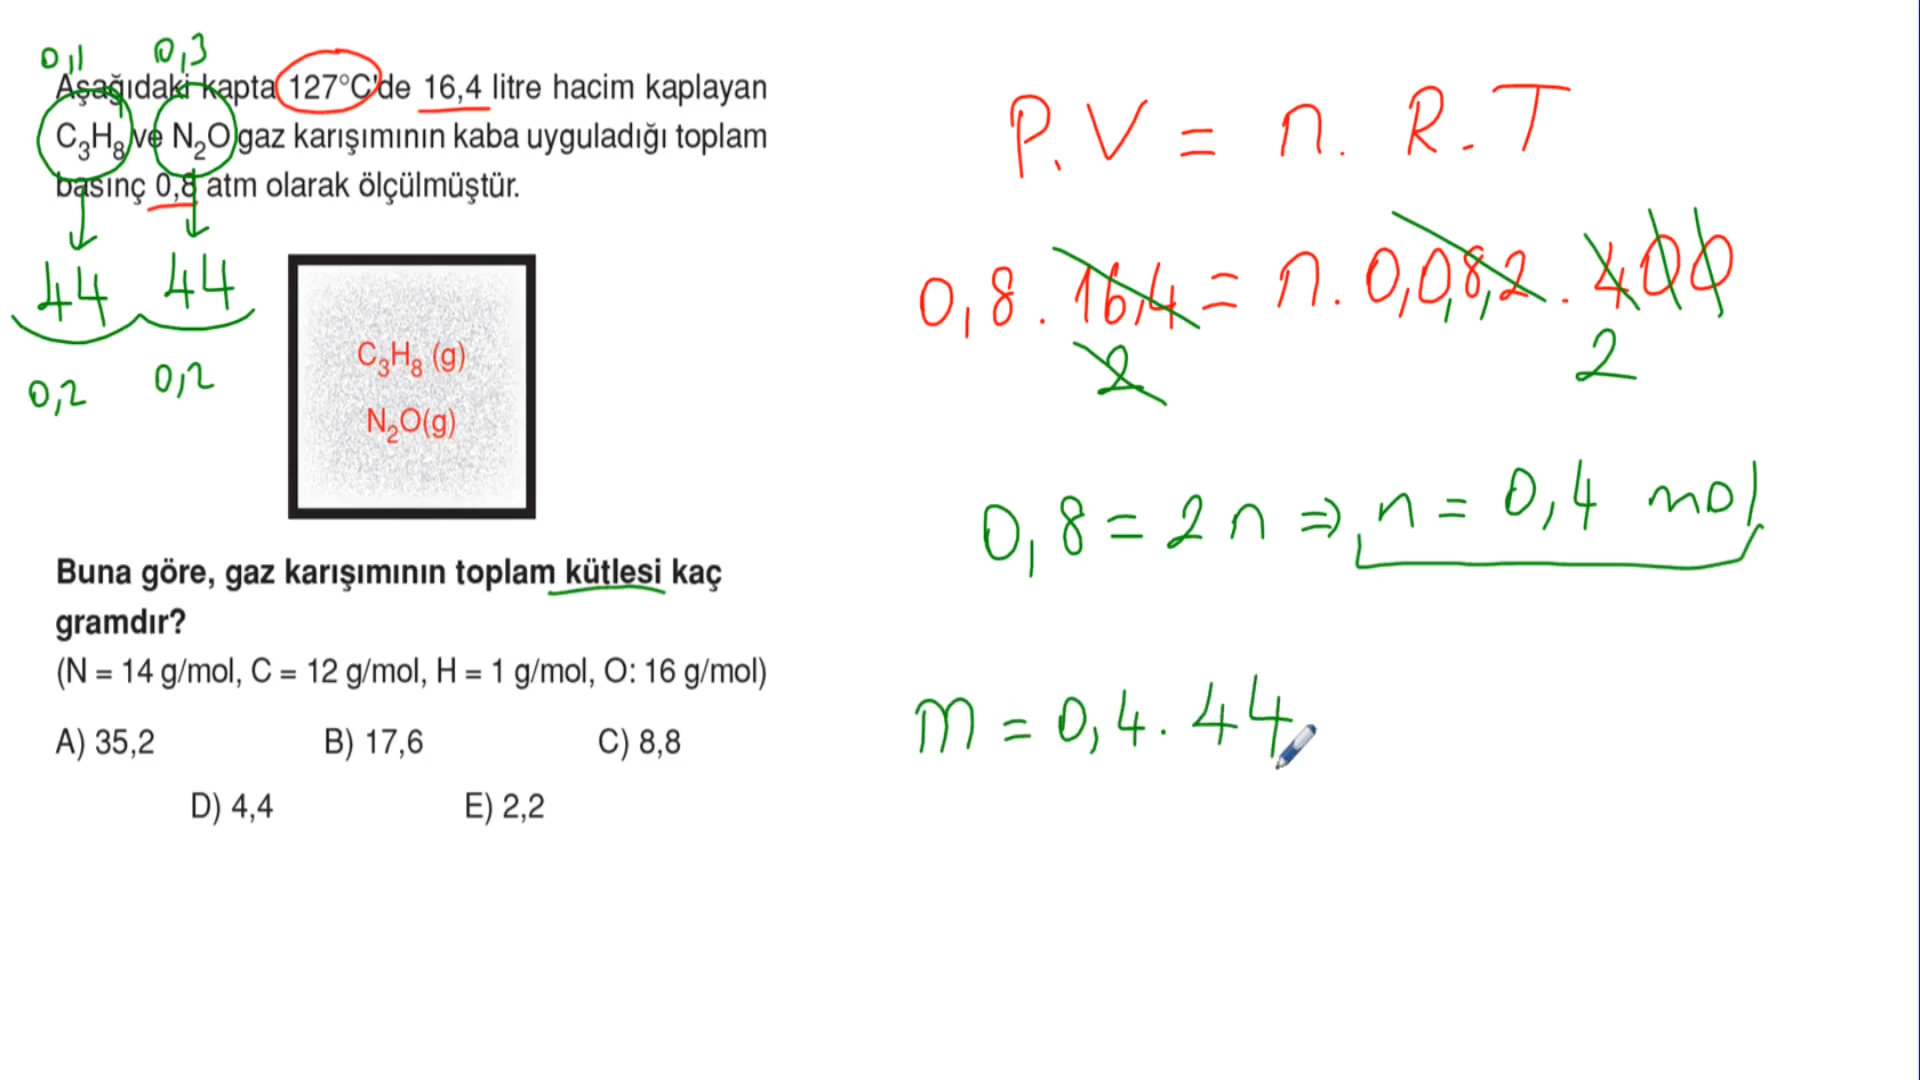 0,1 0,3
Aşağıdaki kapta 127°C'de 16,4 litre hacim kaplayan
C₃H₈ ve N₂O gaz karışımının kaba uyguladığı toplam
basınç 0,8 atm olarak ölçülmüştür.
44 44
0,2 0,2
C₃H₈ (g)
N₂O(g)
Buna göre, gaz karışımının toplam kütlesi kaç
gramdır?
(N = 14 g/mol, C = 12 g/mol, H = 1 g/mol, O: 16 g/mol)
A) 35,2 B) 17,6 C) 8,8
D) 4,4 E) 2,2
P.V = n. R.T
0,8 . 16,4 = n. 0,0,8,2 . 400
2 2
0,8 = 2n ⇒ n = 0,4 mol
m = 0,4 . 44